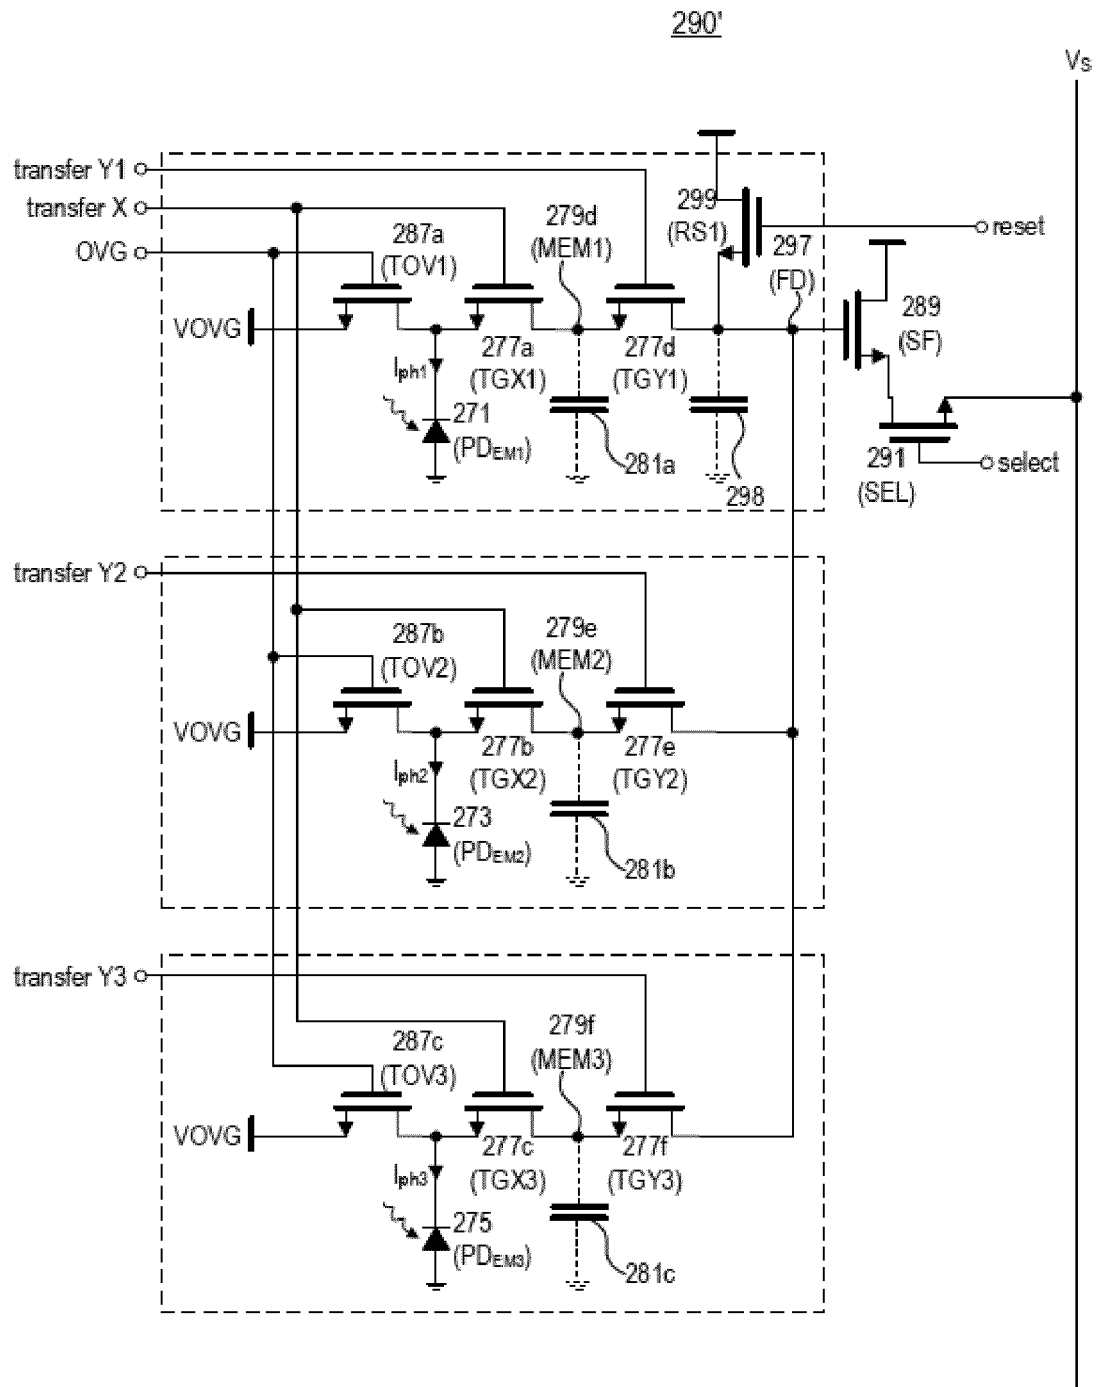 290'
Vs
transfer Y1
transfer X
OVG
287a
(TOV1)
279d
(MEM1)
299
(RS1)
reset
297
(FD)
VOVG
277a
(TGX1)
277d
(TGY1)
289
(SF)
Iph1
271
(PDEM1)
281a
298
291
(SEL)
select
transfer Y2
287b
(TOV2)
279e
(MEM2)
VOVG
277b
(TGX2)
277e
(TGY2)
Iph2
273
(PDEM2)
281b
transfer Y3
287c
(TOV3)
279f
(MEM3)
VOVG
277c
(TGX3)
277f
(TGY3)
Iph3
275
(PDEM3)
281c